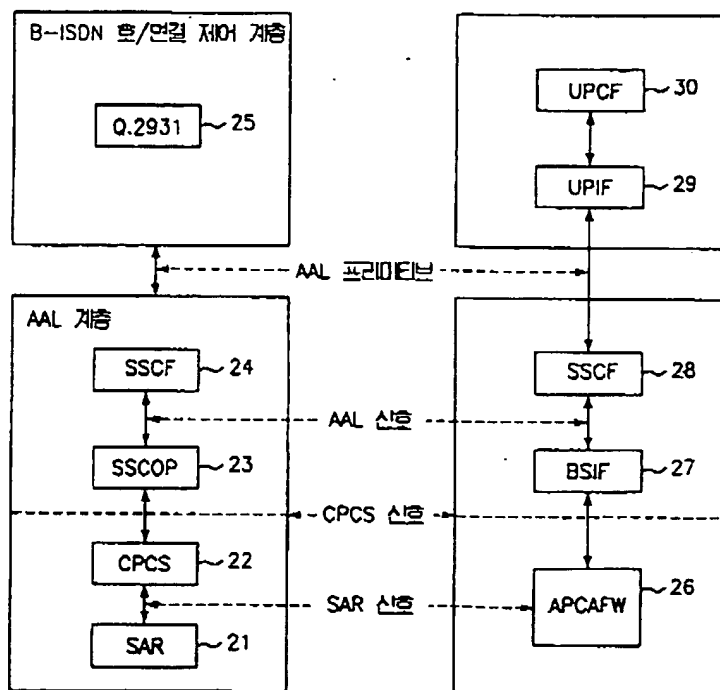 B-ISDN 호/연결 제어 계층
Q.2931
25
UPCF
30
UPIF
29
AAL 프리미티브
AAL 계층
SSCF
24
SSCF
28
AAL 신호
SSCOP
23
BSIF
27
CPCS 신호
CPCS
22
APCAFW
26
SAR 신호
SAR
21